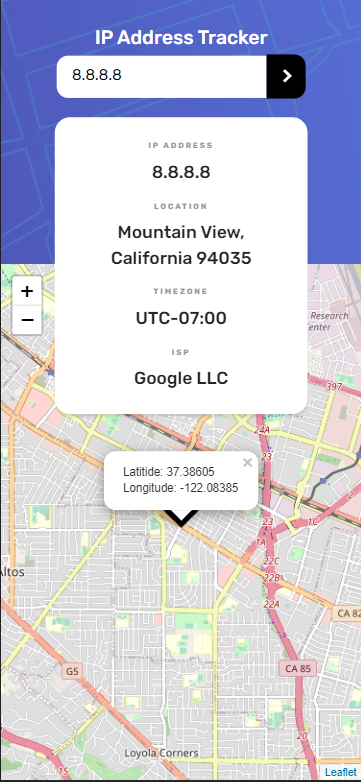 IP Address Tracker
8.8.8.8
IP ADDRESS
8.8.8.8
LOCATION
Mountain View,
California 94035
TIMEZONE
UTC-07:00
ISP
Google LLC
+
−
Research
Center
397
24A
23
23
Latitide: 37.38605
Longitude: -122.08385
×
1C
1A
22C
22B
22A
Altos
CA 82
G5
CA 85
20
Loyola Corners
Leaflet